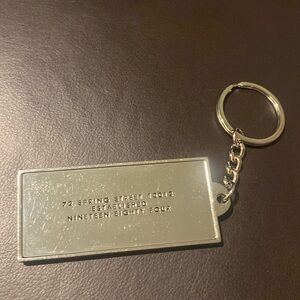 72 SPRING STREET 10012
ESTABLISHED
NINETEEN EIGHTY FOUR